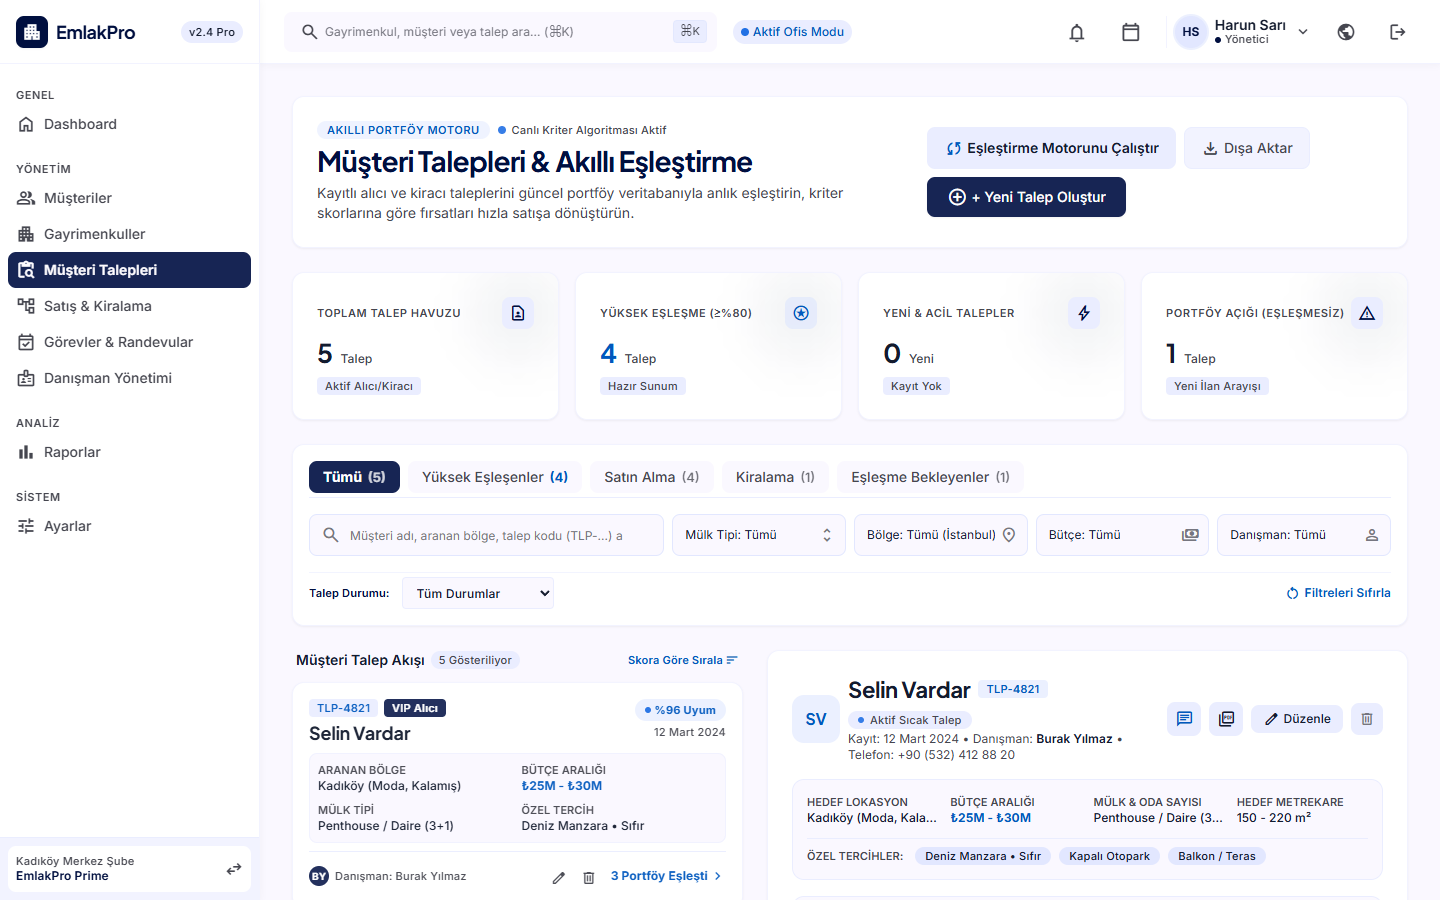 EmlakPro
v2.4 Pro
Gayrimenkul, müşteri veya talep ara... (⌘K)
⌘K
Aktif Ofis Modu
HS
Harun Sarı
Yönetici
GENEL
Dashboard
YÖNETİM
Müşteriler
Gayrimenkuller
Müşteri Talepleri
Satış & Kiralama
Görevler & Randevular
Danışman Yönetimi
ANALİZ
Raporlar
SİSTEM
Ayarlar
Kadıköy Merkez Şube
EmlakPro Prime
AKILLI PORTFÖY MOTORU
Canlı Kriter Algoritması Aktif
Müşteri Talepleri & Akıllı Eşleştirme
Kayıtlı alıcı ve kiracı taleplerini güncel portföy veritabanıyla anlık eşleştirin, kriter
skorlarına göre fırsatları hızla satışa dönüştürün.
Eşleştirme Motorunu Çalıştır
Dışa Aktar
+ Yeni Talep Oluştur
TOPLAM TALEP HAVUZU
5 Talep
Aktif Alıcı/Kiracı
YÜKSEK EŞLEŞME (≥%80)
4 Talep
Hazır Sunum
YENİ & ACİL TALEPLER
0 Yeni
Kayıt Yok
PORTFÖY AÇIĞI (EŞLEŞMESİZ)
1 Talep
Yeni İlan Arayışı
Tümü (5)
Yüksek Eşleşenler (4)
Satın Alma (4)
Kiralama (1)
Eşleşme Bekleyenler (1)
Müşteri adı, aranan bölge, talep kodu (TLP-...) a
Mülk Tipi: Tümü
Bölge: Tümü (İstanbul)
Bütçe: Tümü
Danışman: Tümü
Talep Durumu:
Tüm Durumlar
Filtreleri Sıfırla
Müşteri Talep Akışı
5 Gösteriliyor
Skora Göre Sırala
TLP-4821
VIP Alıcı
%96 Uyum
Selin Vardar
12 Mart 2024
ARANAN BÖLGE
Kadıköy (Moda, Kalamış)
BÜTÇE ARALIĞI
₺25M - ₺30M
MÜLK TİPİ
Penthouse / Daire (3+1)
ÖZEL TERCİH
Deniz Manzara • Sıfır
BY
Danışman: Burak Yılmaz
3 Portföy Eşleşti
SV
Selin Vardar
TLP-4821
Aktif Sıcak Talep
Kayıt: 12 Mart 2024 • Danışman: Burak Yılmaz •
Telefon: +90 (532) 412 88 20
PDF
Düzenle
HEDEF LOKASYON
Kadıköy (Moda, Kala...
BÜTÇE ARALIĞI
₺25M - ₺30M
MÜLK & ODA SAYISI
Penthouse / Daire (3...
HEDEF METREKARE
150 - 220 m²
ÖZEL TERCİHLER:
Deniz Manzara • Sıfır
Kapalı Otopark
Balkon / Teras